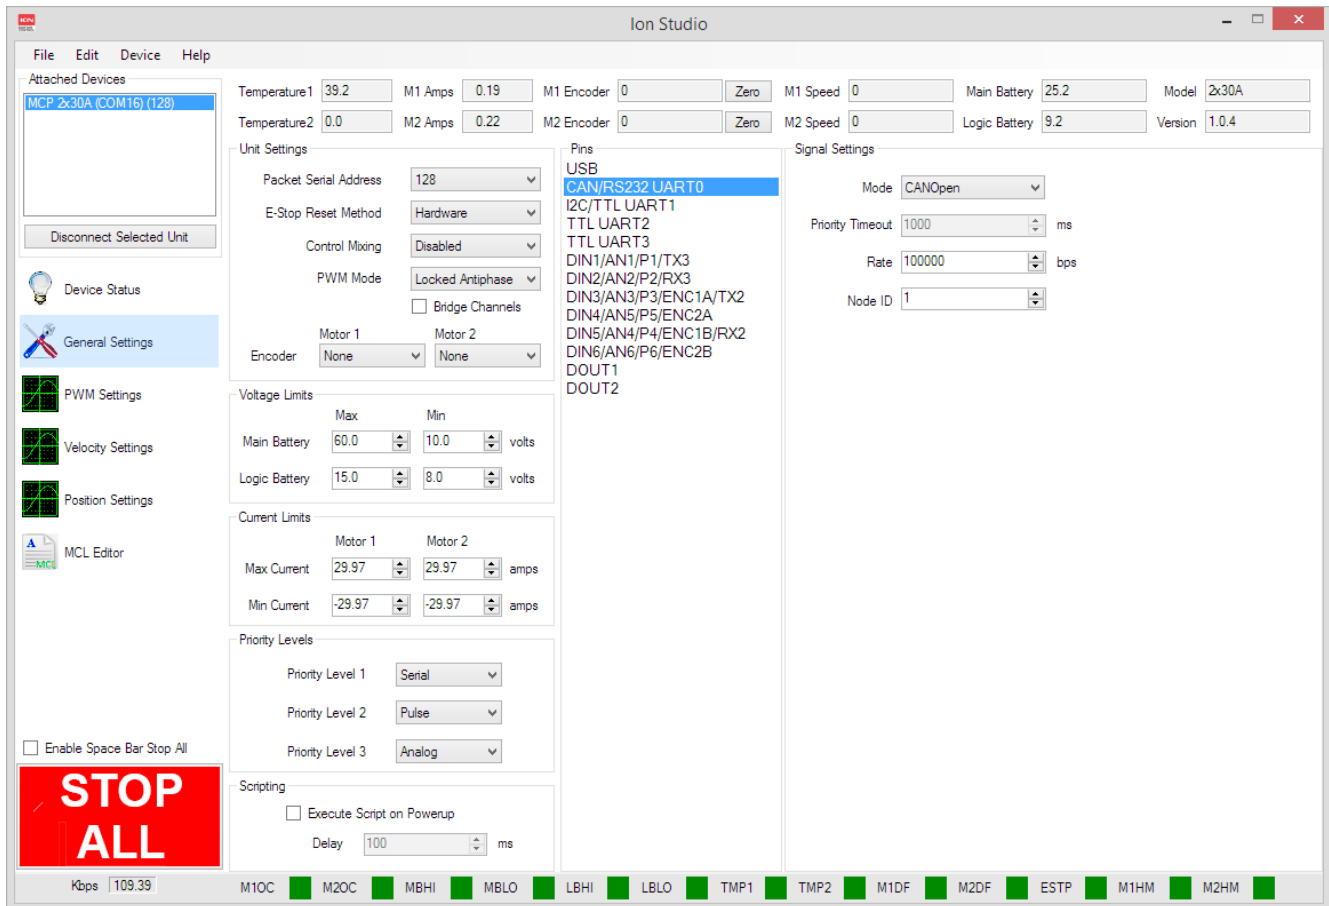 ION
Ion Studio
File Edit Device Help
Attached Devices
MCP 2x30A (COM16) (128)
Disconnect Selected Unit
Temperature1 39.2 M1 Amps 0.19 M1 Encoder 0 Zero M1 Speed 0 Main Battery 25.2 Model 2x30A
Temperature2 0.0 M2 Amps 0.22 M2 Encoder 0 Zero M2 Speed 0 Logic Battery 9.2 Version 1.0.4
Device Status
General Settings
PWM Settings
Velocity Settings
Position Settings
A MCL
MCL Editor
Enable Space Bar Stop All
STOP
ALL
Kbps 109.39
Unit Settings
Packet Serial Address 128
E-Stop Reset Method Hardware
Control Mixing Disabled
PWM Mode Locked Antiphase
Bridge Channels
Motor 1 Motor 2
Encoder None None
Voltage Limits
Max Min
Main Battery 60.0 10.0 volts
Logic Battery 15.0 8.0 volts
Current Limits
Motor 1 Motor 2
Max Current 29.97 29.97 amps
Min Current -29.97 -29.97 amps
Priority Levels
Priority Level 1 Serial
Priority Level 2 Pulse
Priority Level 3 Analog
Scripting
Execute Script on Powerup
Delay 100 ms
Pins
USB
CAN/RS232 UART0
I2C/TTL UART1
TTL UART2
TTL UART3
DIN1/AN1/P1/TX3
DIN2/AN2/P2/RX3
DIN3/AN3/P3/ENC1A/TX2
DIN4/AN5/P5/ENC2A
DIN5/AN4/P4/ENC1B/RX2
DIN6/AN6/P6/ENC2B
DOUT1
DOUT2
Signal Settings
Mode CANOpen
Priority Timeout 1000 ms
Rate 100000 bps
Node ID 1
M1OC M2OC MBHI MBLO LBHI LBLO TMP1 TMP2 M1DF M2DF ESTP M1HM M2HM